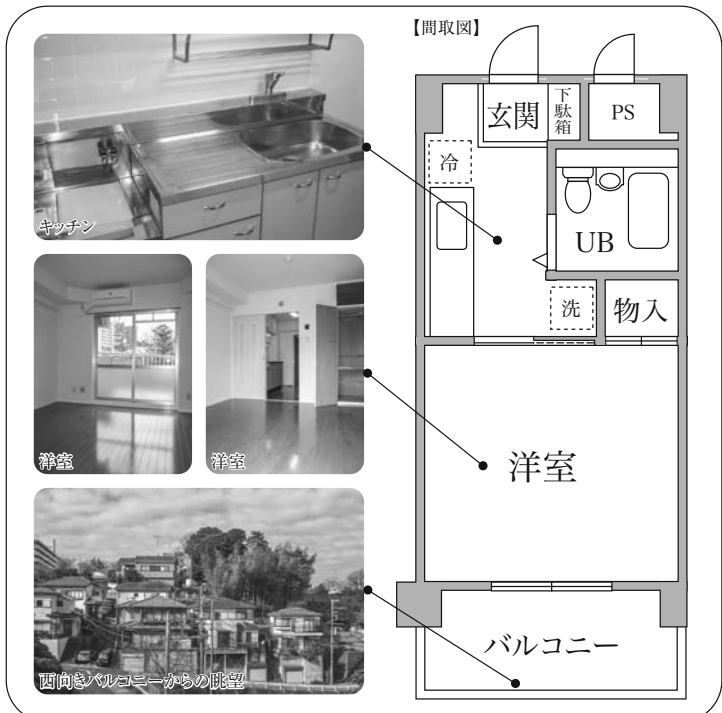 【間取図】
玄関
下駄箱
PS
冷
UB
キッチン
洗
物入
洋室
洋室
洋室
バルコニー
西向きバルコニーからの眺望